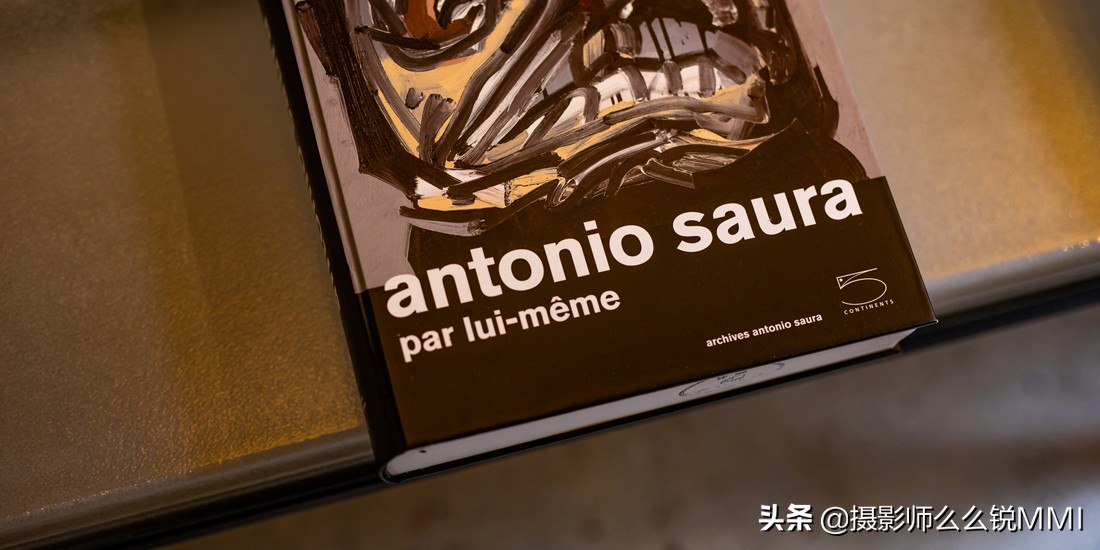 antonio saura
par lui-même
archives antonio saura
5
CONTINENTS
头条 @摄影师么么锐MMI